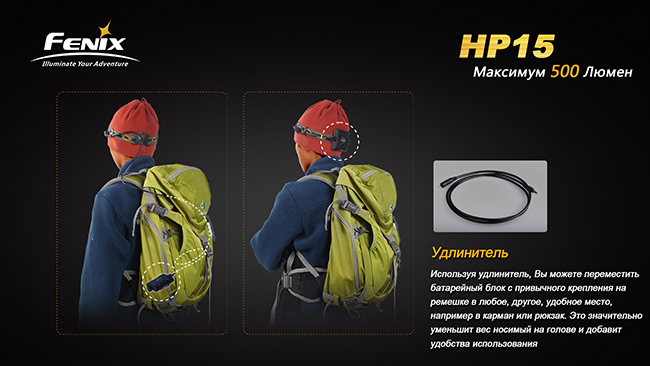 FENIX
Illuminate Your Adventure
HP15
Максимум 500 Люмен
Удлинитель
Используя удлинитель, Вы можете переместить
батарейный блок с привычного крепления на
ремешке в любое, другое, удобное место,
например в карман или рюкзак. Это значительно
уменьшит вес носимый на голове и добавит
удобства использования